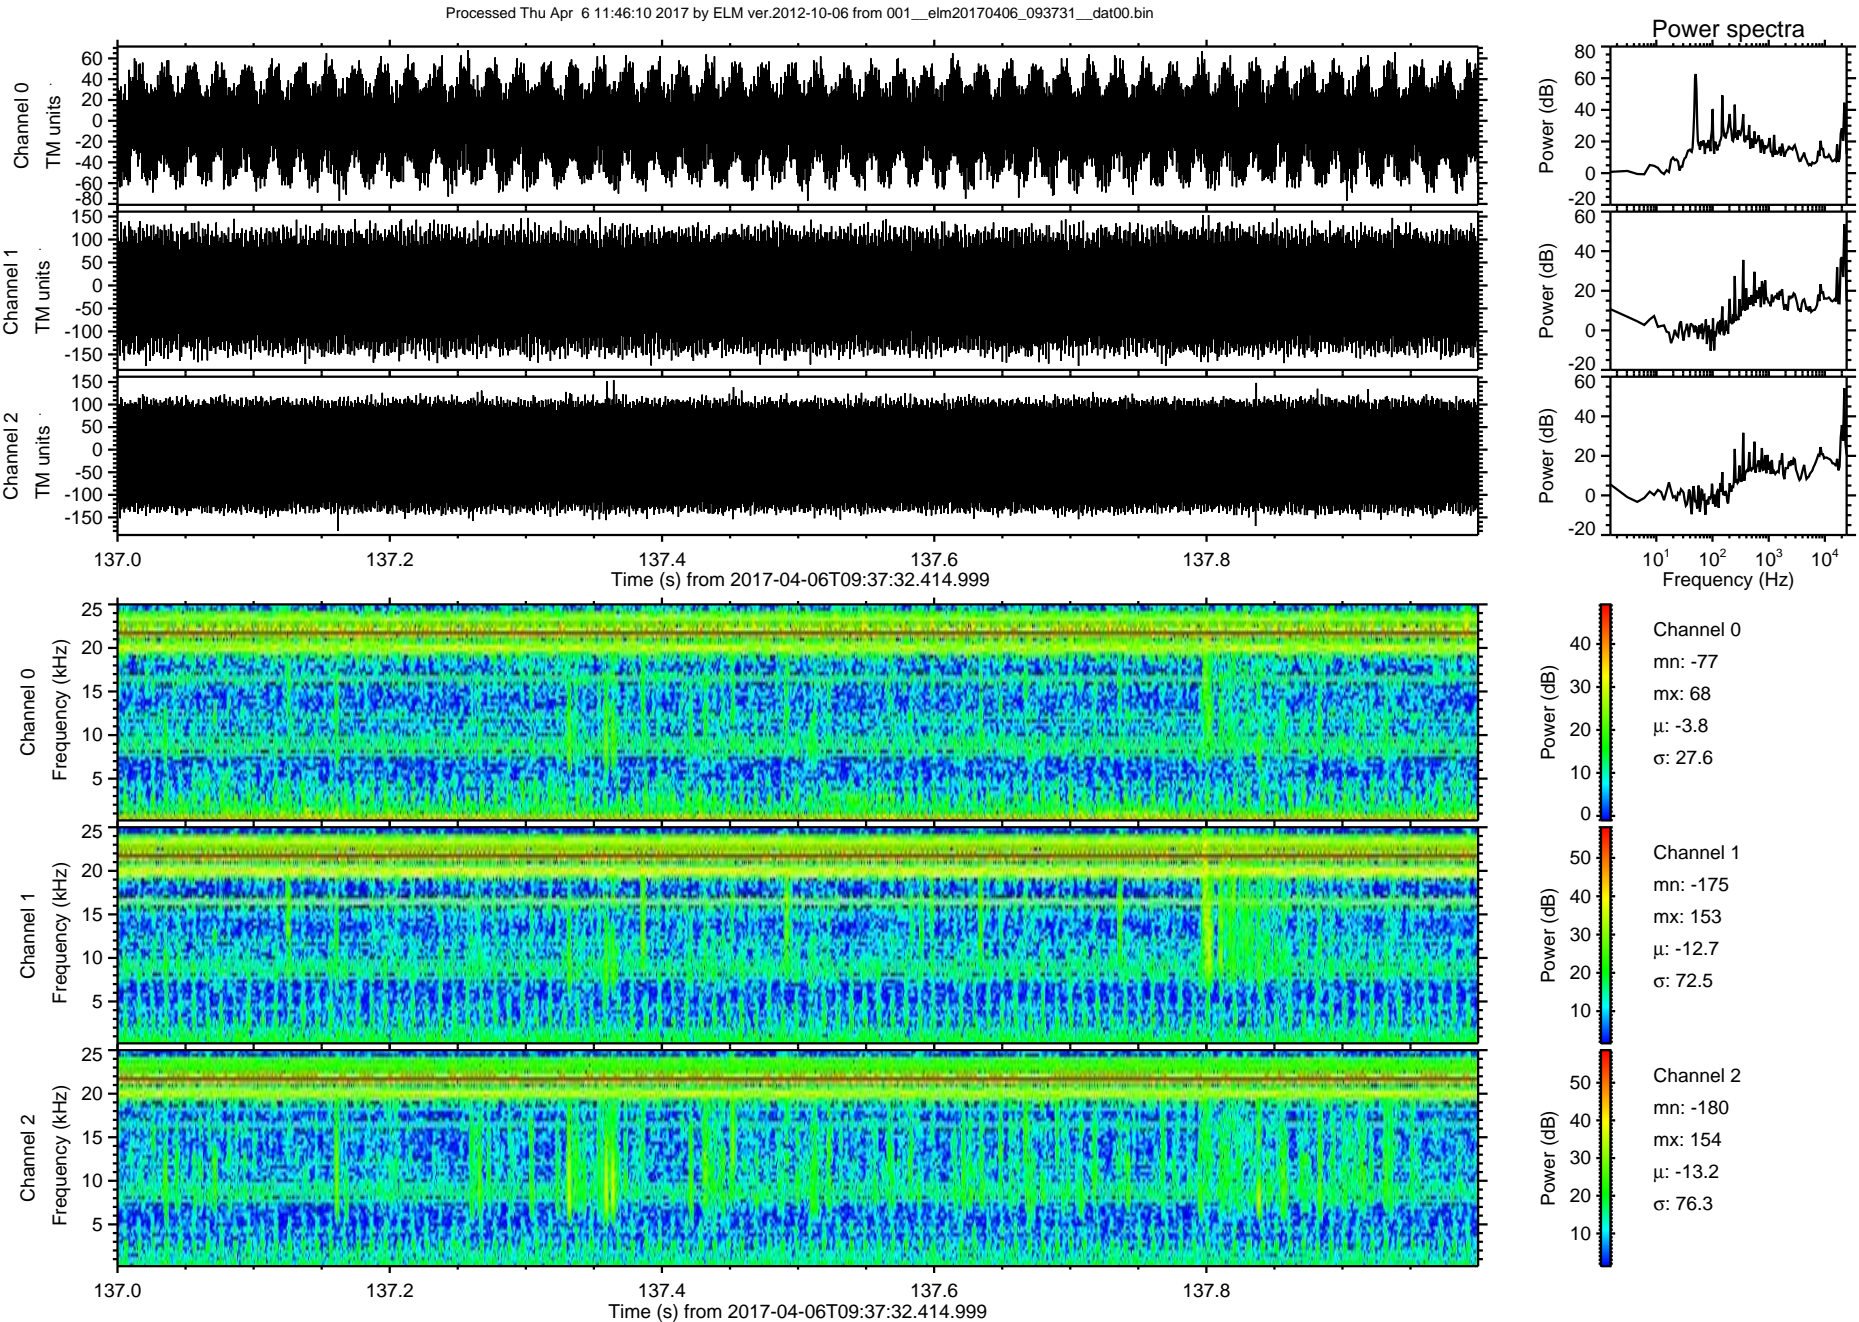 Processed Thu Apr 6 11:46:10 2017 by ELM ver.2012-10-06 from 001__elm20170406_093731__dat00.bin
Power spectra
Channel 0
TM units
60
40
20
0
-20
-40
-60
-80
Power (dB)
80
60
40
20
0
-20
Channel 1
TM units
150
100
50
0
-50
-100
-150
Power (dB)
60
40
20
0
-20
Channel 2
TM units
150
100
50
0
-50
-100
-150
Power (dB)
60
40
20
0
-20
137.0 137.2 137.4 137.6 137.8
Time (s) from 2017-04-06T09:37:32.414.999
10¹ 10² 10³ 10⁴
Frequency (Hz)
Channel 0
Frequency (kHz)
25
20
15
10
5
Power (dB)
40
30
20
10
0
Channel 0
mn: -77
mx: 68
µ: -3.8
σ: 27.6
Channel 1
Frequency (kHz)
25
20
15
10
5
Power (dB)
50
40
30
20
10
Channel 1
mn: -175
mx: 153
µ: -12.7
σ: 72.5
Channel 2
Frequency (kHz)
25
20
15
10
5
Power (dB)
50
40
30
20
10
Channel 2
mn: -180
mx: 154
µ: -13.2
σ: 76.3
137.0 137.2 137.4 137.6 137.8
Time (s) from 2017-04-06T09:37:32.414.999